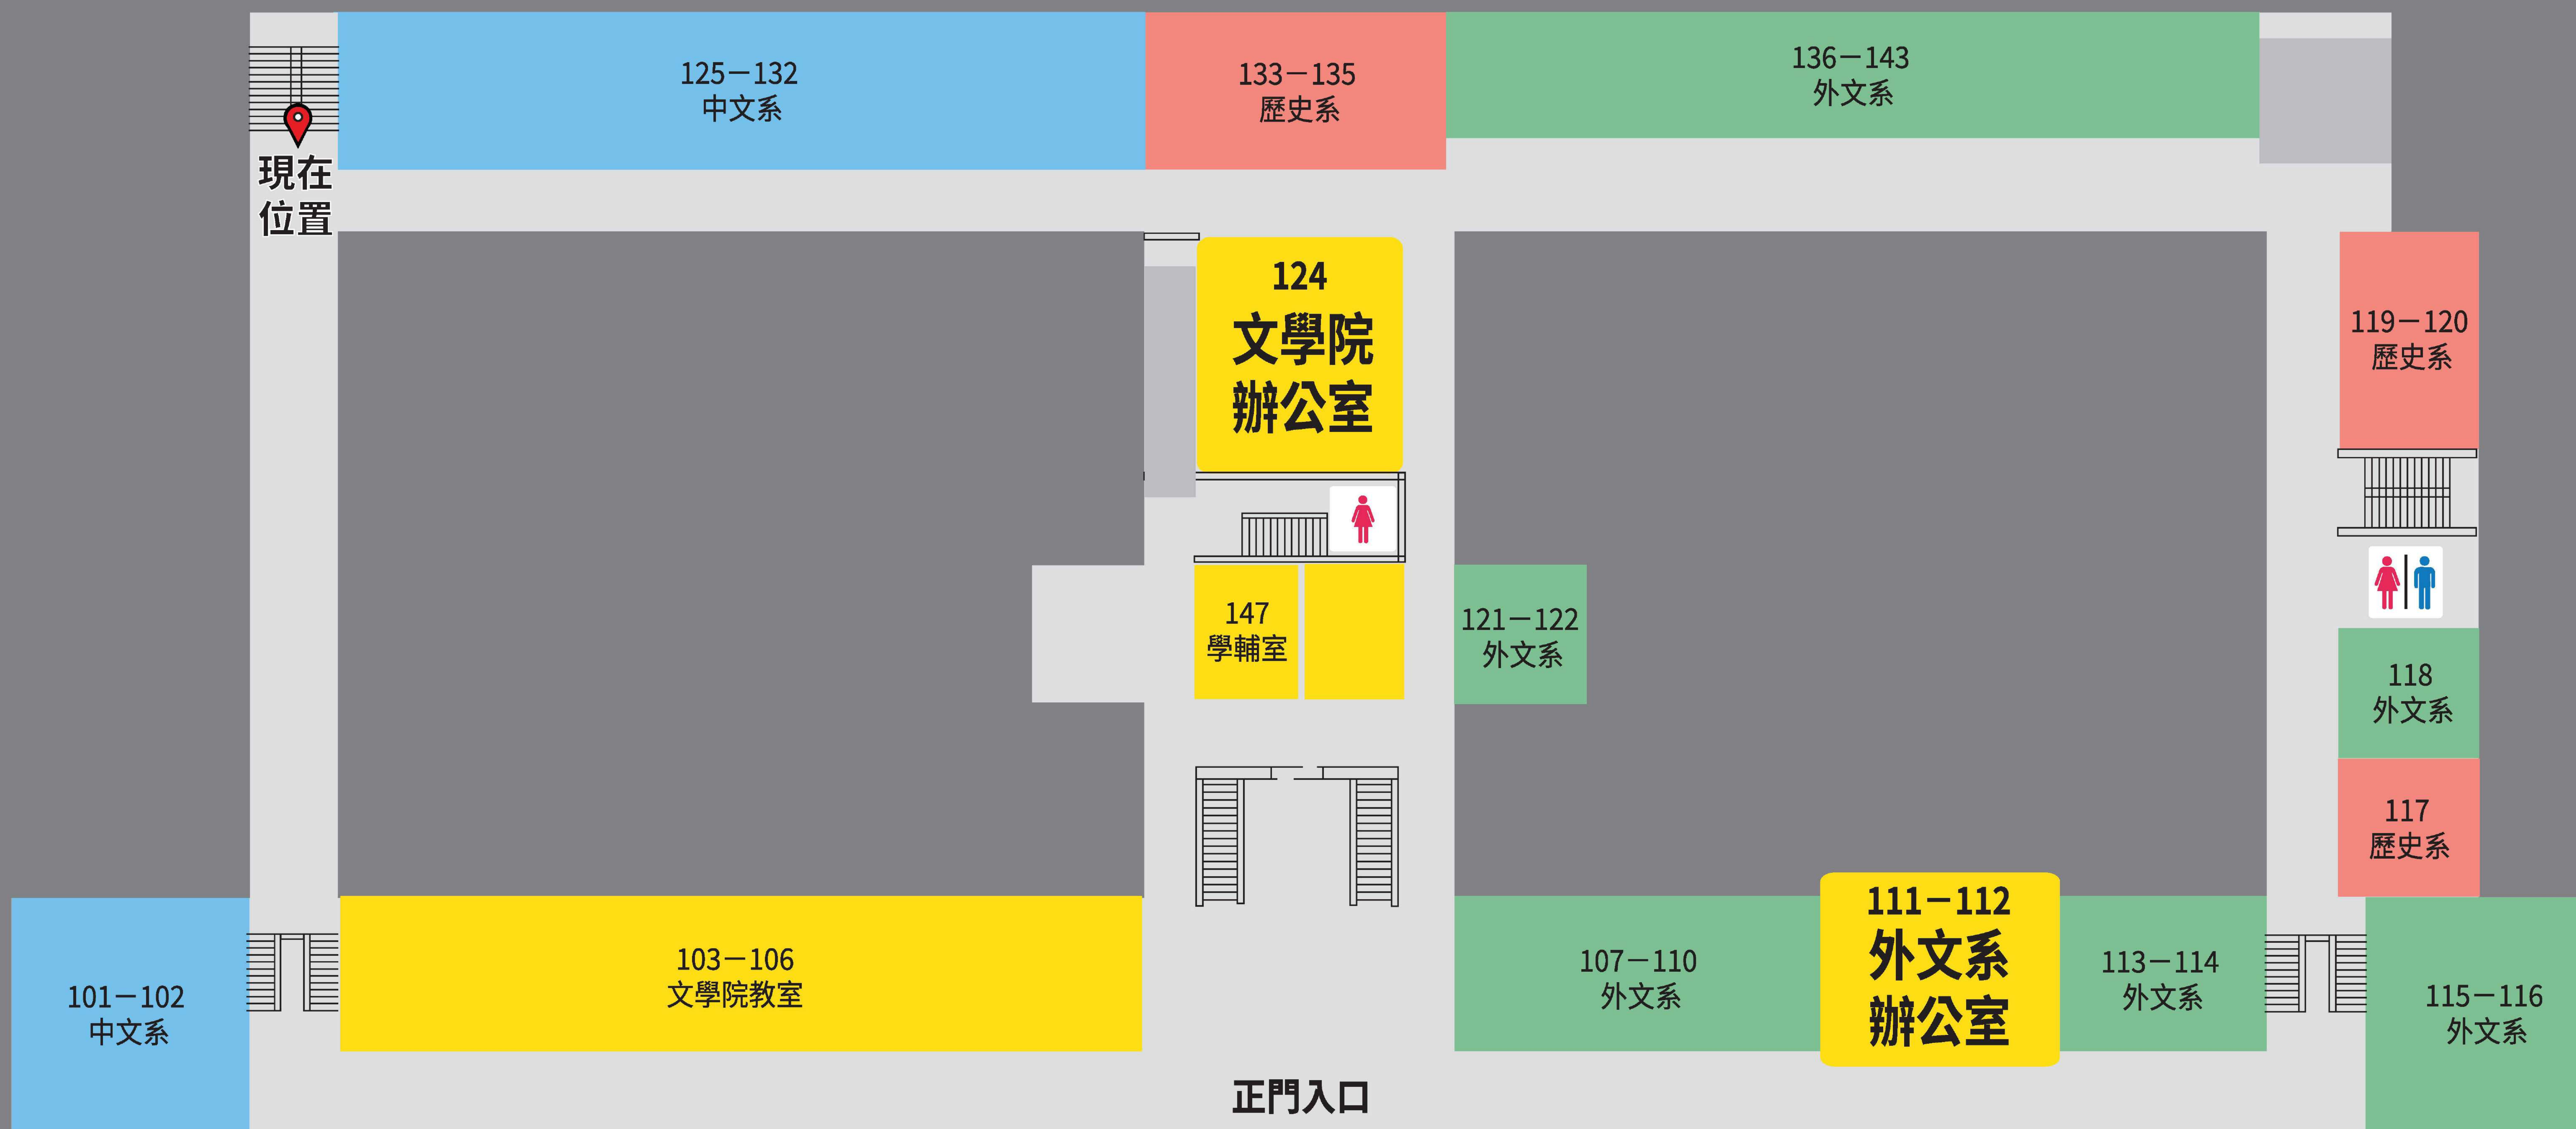 125－132
中文系
133－135
歷史系
136－143
外文系
現在
位置
124
文學院
辦公室
119－120
歷史系
147
學輔室
121－122
外文系
118
外文系
117
歷史系
101－102
中文系
103－106
文學院教室
107－110
外文系
111－112
外文系
辦公室
113－114
外文系
115－116
外文系
正門入口